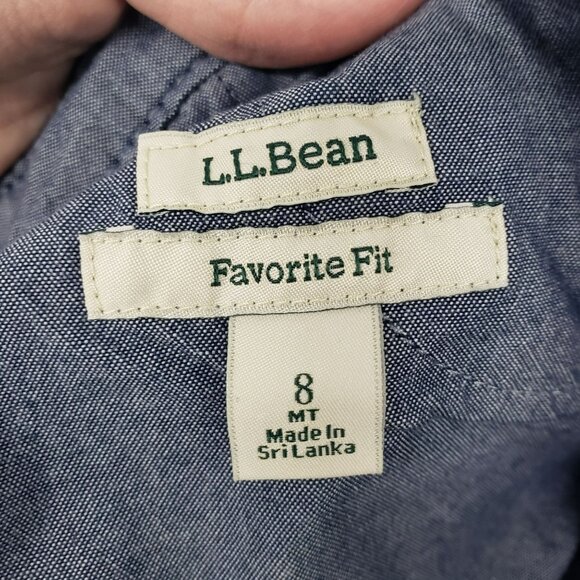 L.L.Bean
Favorite Fit
8
MT
Made In
Sri Lanka